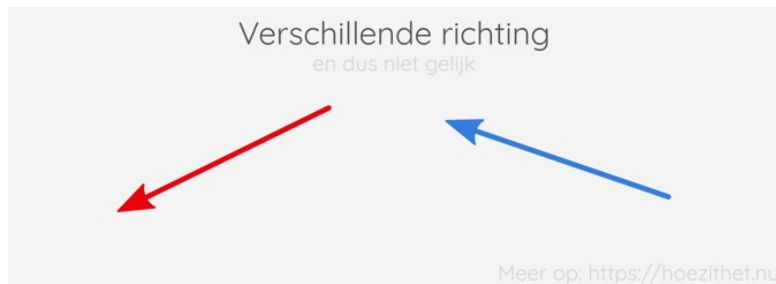 Verschillende richting
en dus niet gelijk
Meer op: https://hoezithet.nu